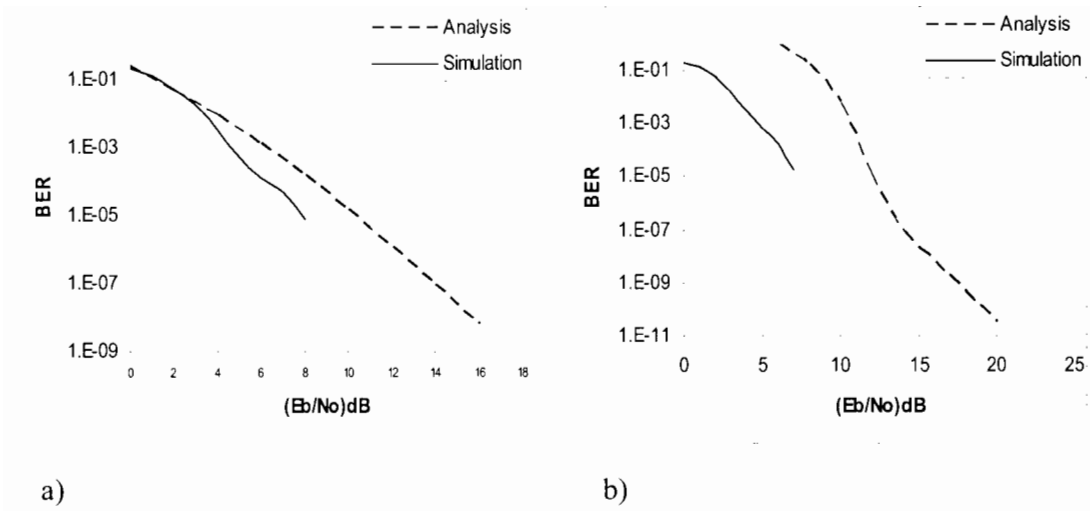 Analysis
Simulation
1.E-01
1.E-03
1.E-05
1.E-07
1.E-09
BER
0 2 4 6 8 10 12 14 16 18
(Eb/No)dB
a)
Analysis
Simulation
1.E-01
1.E-03
1.E-05
1.E-07
1.E-09
1.E-11
BER
0 5 10 15 20 25
(Eb/No)dB
b)